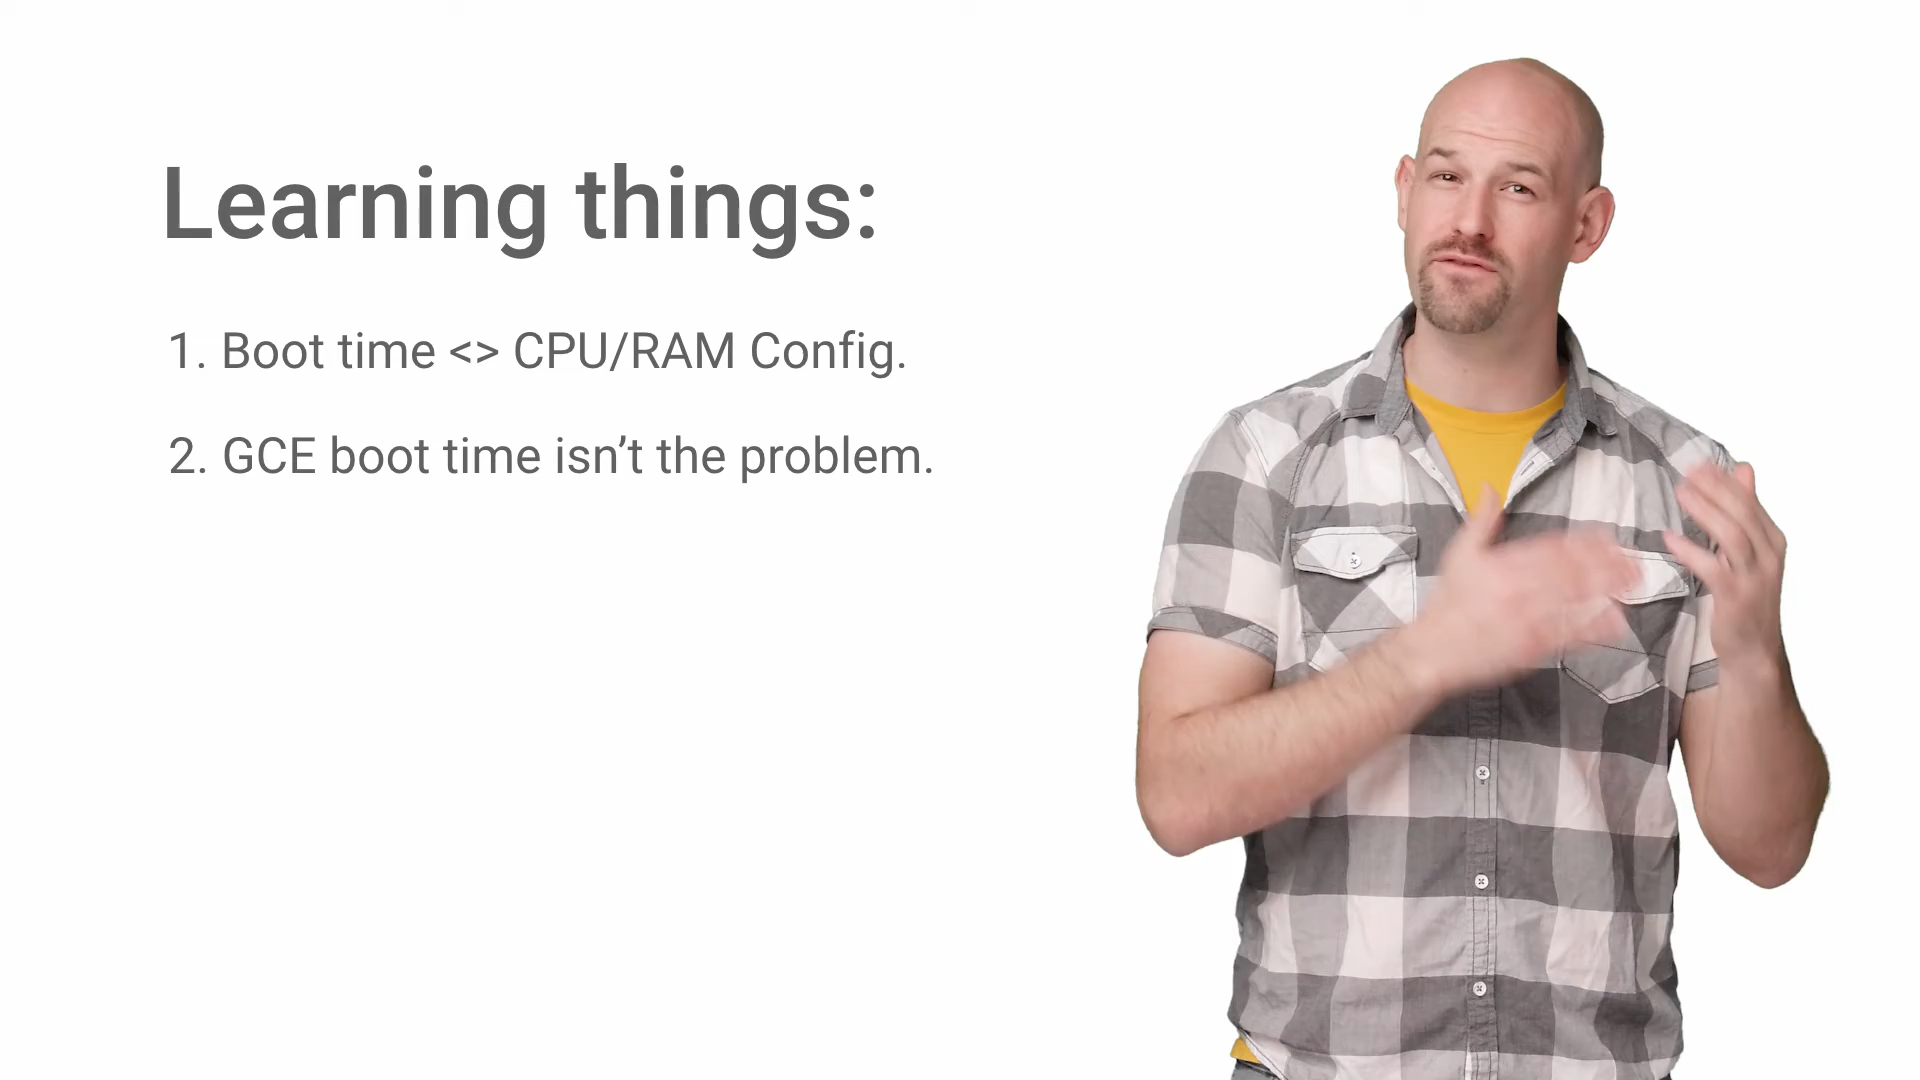 Learning things:
1. Boot time <> CPU/RAM Config.
2. GCE boot time isn’t the problem.